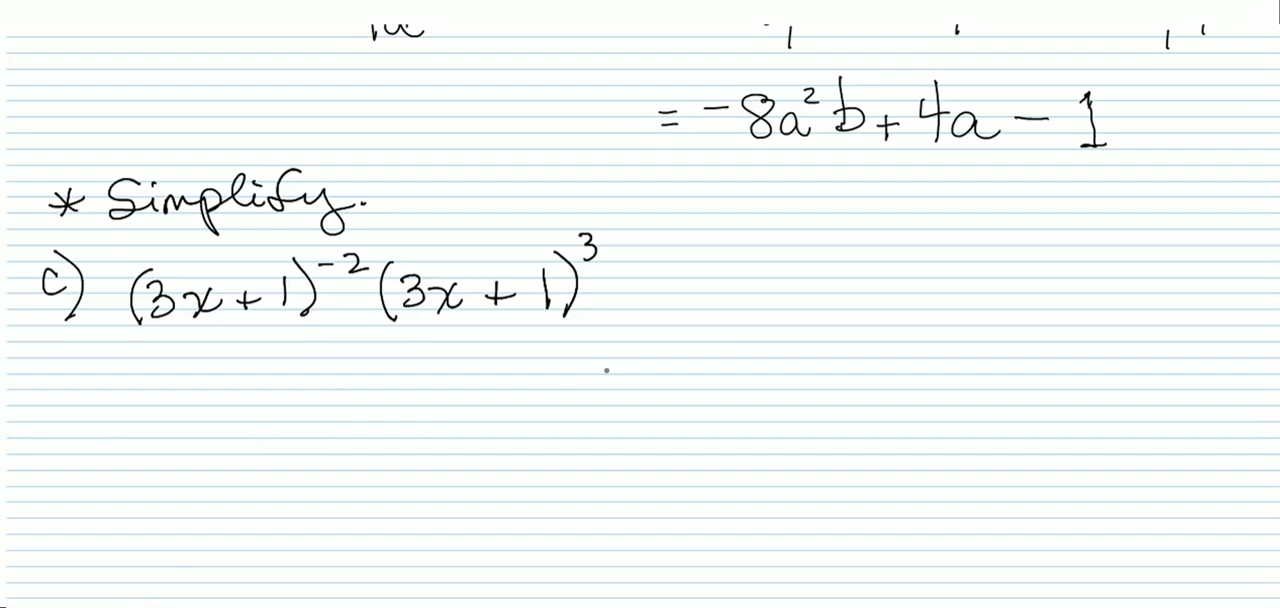 = -8a²b + 4a - 1
* Simplify.
c) (3x + 1)⁻² (3x + 1)³